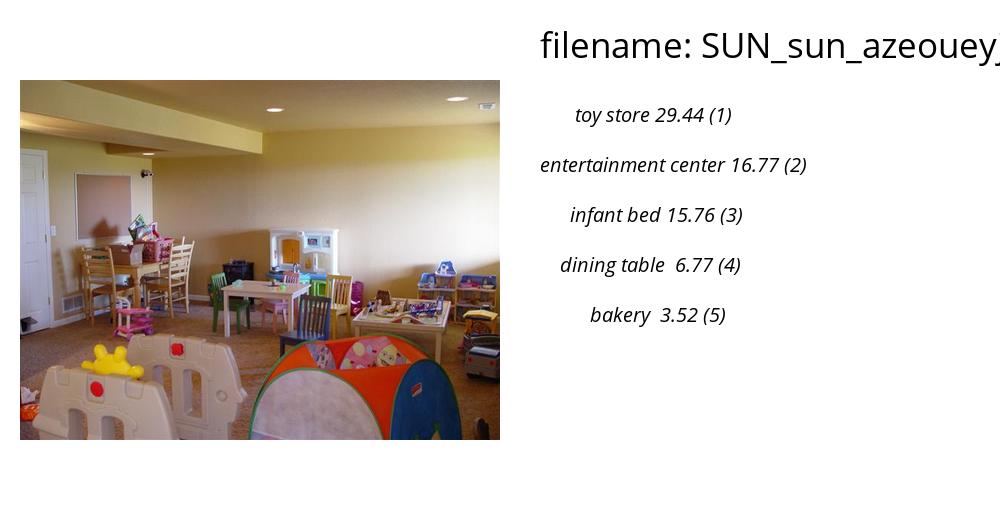 filename: SUN_sun_azeouey
toy store 29.44 (1)
entertainment center 16.77 (2)
infant bed 15.76 (3)
dining table 6.77 (4)
bakery 3.52 (5)